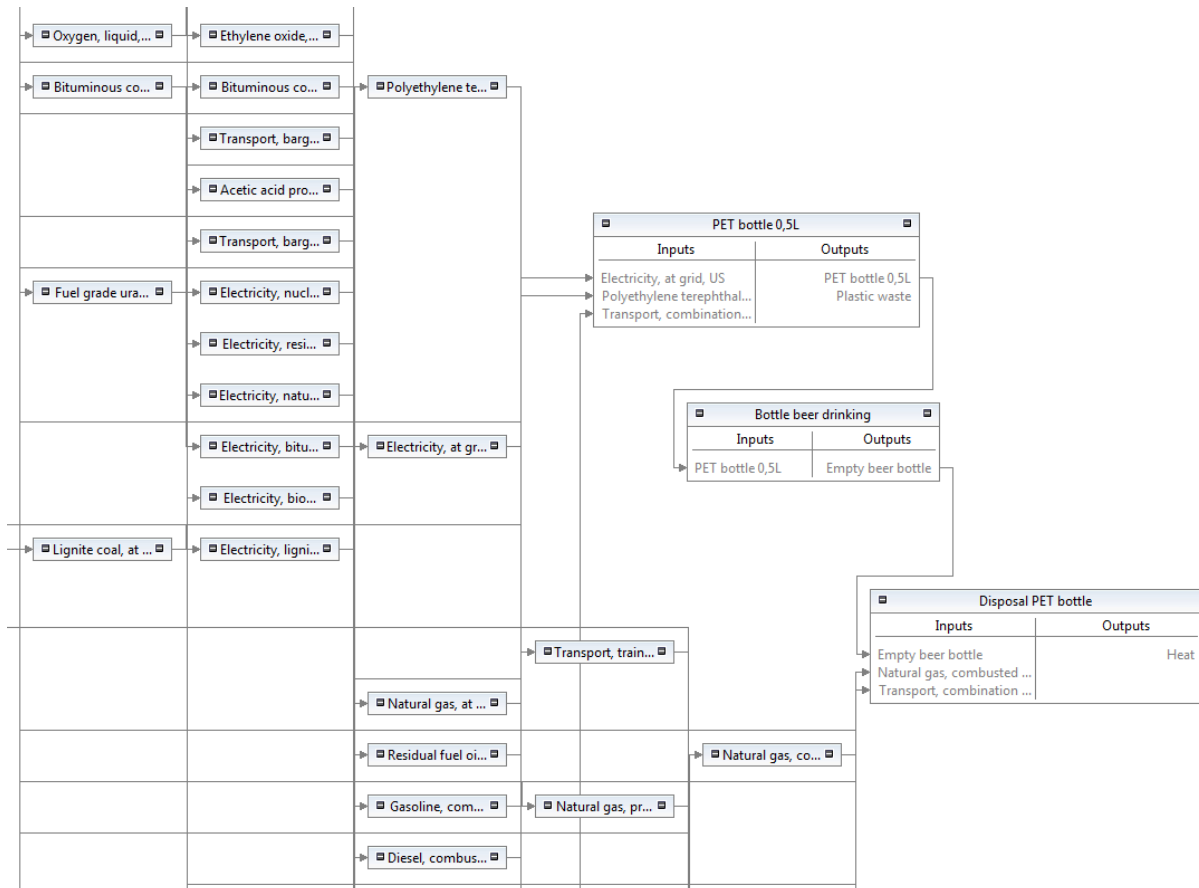 Oxygen, liquid,...
Ethylene oxide,...
Bituminous co...
Bituminous co...
Polyethylene te...
Transport, barg...
Acetic acid pro...
Transport, barg...
Fuel grade ura...
Electricity, nucl...
Electricity, resi...
Electricity, natu...
Electricity, bitu...
Electricity, at gr...
Electricity, bio...
Lignite coal, at ...
Electricity, ligni...
PET bottle 0,5L
Inputs
Outputs
Electricity, at grid, US
PET bottle 0,5L
Polyethylene terephthal...
Plastic waste
Transport, combination...
Bottle beer drinking
Inputs
Outputs
PET bottle 0,5L
Empty beer bottle
Disposal PET bottle
Inputs
Outputs
Empty beer bottle
Heat
Natural gas, combusted ...
Transport, combination ...
Transport, train...
Natural gas, at ...
Residual fuel oi...
Natural gas, co...
Gasoline, com...
Natural gas, pr...
Diesel, combus...